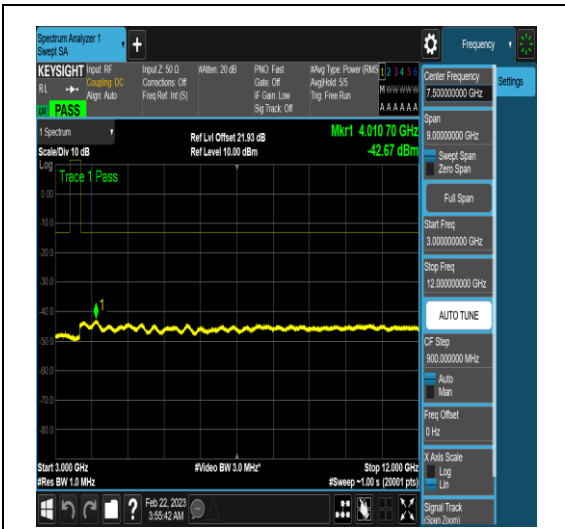 Spectrum Analyzer 1
Swept SA
+
Frequency
KEYSIGHT
RL
Input: RF
Coupling: DC
Align: Auto
Input Z: 50 Ω
Corrections: Off
Freq Ref: Int (S)
#Atten: 20 dB
PNO: Fast
Gate: Off
IF Gain: Low
Sig Track: Off
#Avg Type: Power (RMS
Avg|Hold: 5/5
Trig: Free Run
1 2 3 4 5 6
M W W W W W
A A A A A A
PASS
1 Spectrum
Scale/Div 10 dB
Ref Lvl Offset 21.93 dB
Ref Level 10.00 dBm
Mkr1 4.010 70 GHz
-42.67 dBm
Log
Trace 1 Pass
0.00
-10.0
-20.0
-30.0
-40.0
-50.0
-60.0
-70.0
-80.0
1
Start 3.000 GHz
#Res BW 1.0 MHz
#Video BW 3.0 MHz*
Stop 12.000 GHz
#Sweep ~1.00 s (20001 pts)
Feb 22, 2023
3:55:42 AM
?
Center Frequency
7.500000000 GHz
Settings
Span
9.00000000 GHz
Swept Span
Zero Span
Full Span
Start Freq
3.000000000 GHz
Stop Freq
12.000000000 GHz
AUTO TUNE
CF Step
900.000000 MHz
Auto
Man
Freq Offset
0 Hz
X Axis Scale
Log
Lin
Signal Track
(Span Zoom)